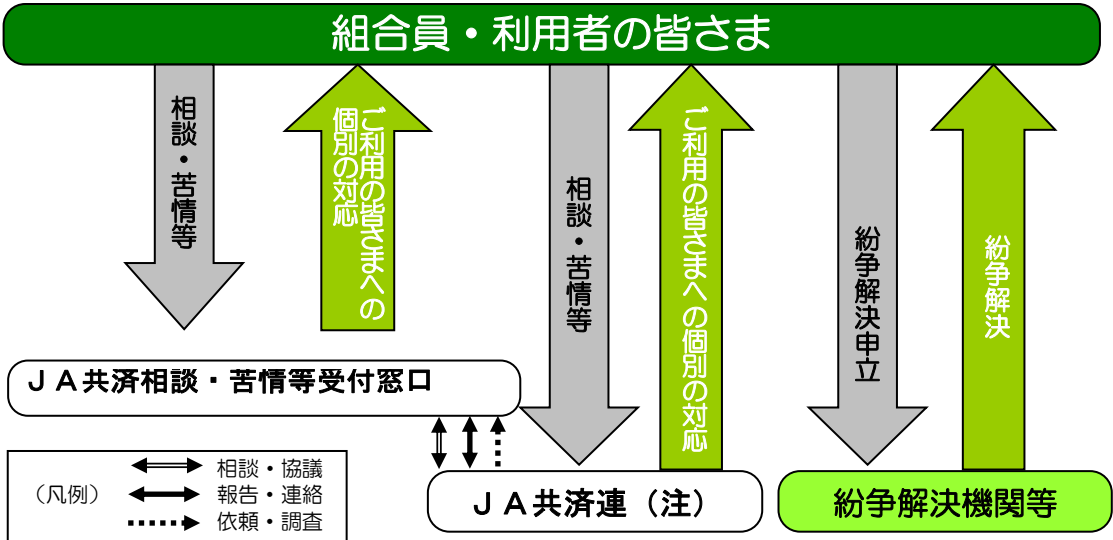 組合員・利用者の皆さま
相談・苦情等
ご利用の皆さまへの
個別の対応
相談・苦情等
ご利用の皆さまへの個別の対応
紛争解決申立
紛争解決
ＪＡ共済相談・苦情等受付窓口
ＪＡ共済連（注）
紛争解決機関等
（凡例）
相談・協議
報告・連絡
依頼・調査